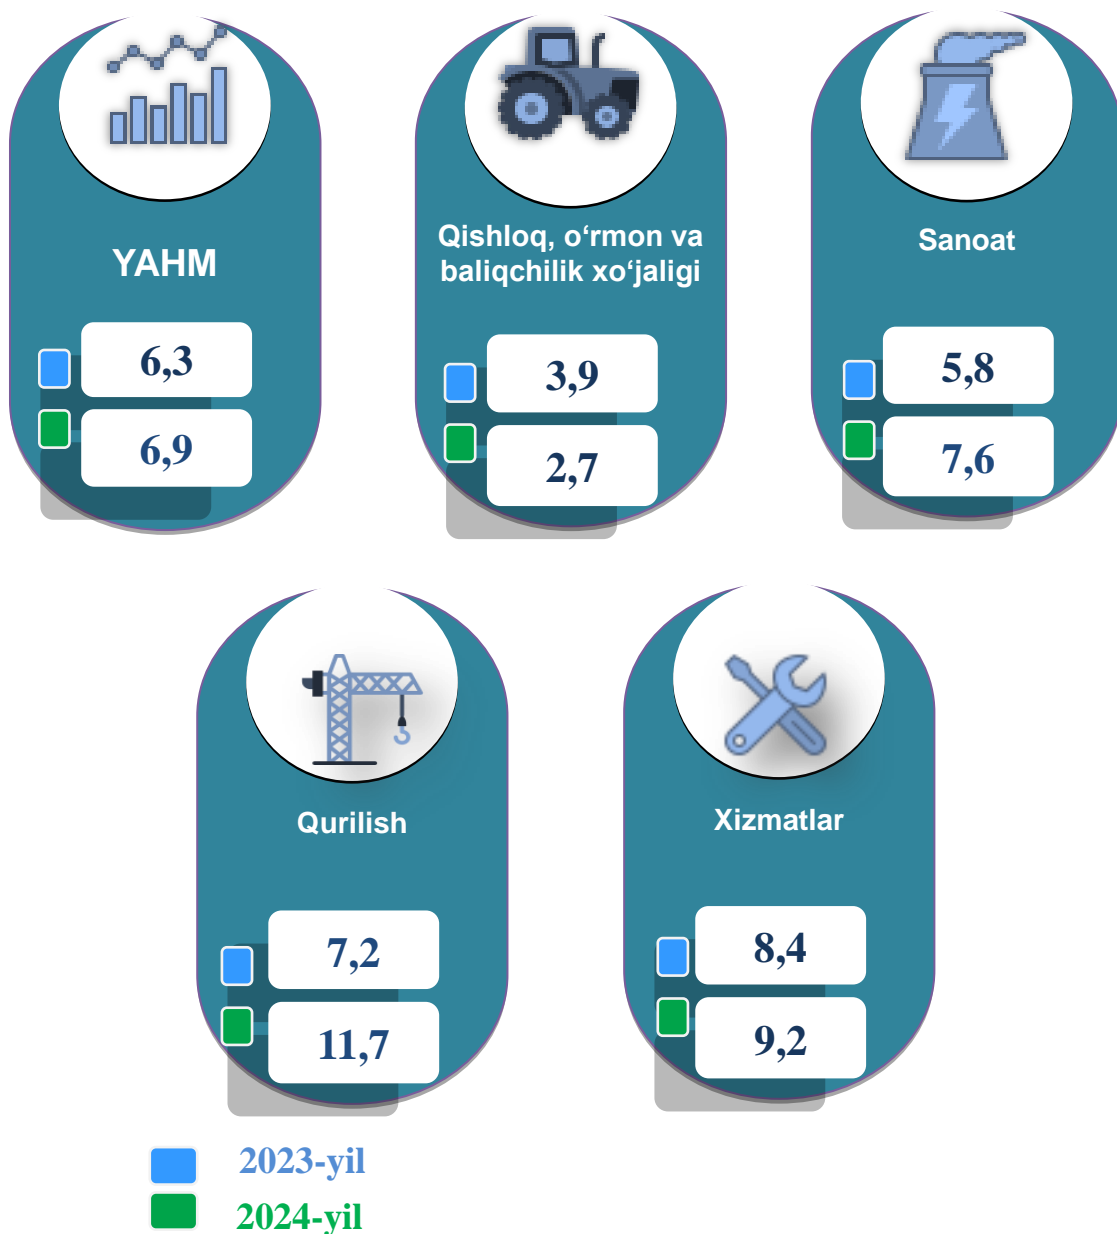 YAHM
6,3
6,9
Qishloq, o‘rmon va
baliqchilik xo‘jaligi
3,9
2,7
Sanoat
5,8
7,6
Qurilish
7,2
11,7
Xizmatlar
8,4
9,2
2023-yil
2024-yil